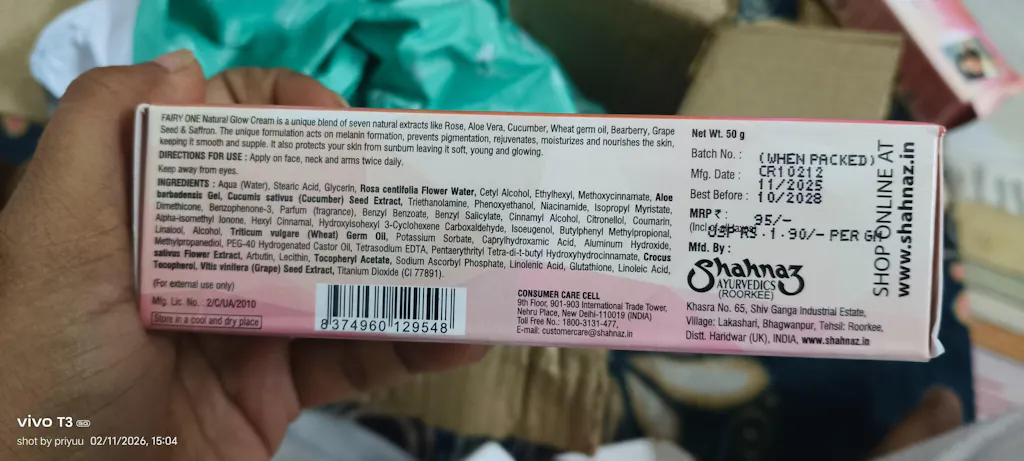 FAIRY ONE Natural Glow Cream is a unique blend of seven natural extracts like Rose, Aloe Vera, Cucumber, Wheat germ oil, Bearberry, Grape
Seed & Saffron. The unique formulation acts on melanin formation, prevents pigmentation, rejuvenates, moisturizes and nourishes the skin,
keeping it smooth and supple. It also protects your skin from sunburn leaving it soft, young and glowing.
DIRECTIONS FOR USE : Apply on face, neck and arms twice daily.
Keep away from eyes.
INGREDIENTS : Aqua (Water), Stearic Acid, Glycerin, Rosa centifolia Flower Water, Cetyl Alcohol, Ethylhexyl, Methoxycinnamate, Aloe
barbadensis Gel, Cucumis sativus (Cucumber) Seed Extract, Triethanolamine, Phenoxyethanol, Niacinamide, Isopropyl Myristate,
Dimethicone, Benzophenone-3, Parfum (fragrance), Benzyl Benzoate, Benzyl Salicylate, Cinnamyl Alcohol, Citronellol, Coumarin,
Alpha-isomethyl Ionone, Hexyl Cinnamal, Hydroxyisohexyl 3-Cyclohexene Carboxaldehyde, Isoeugenol, Butylphenyl Methylpropional,
Linalool, Alcohol, Triticum vulgare (Wheat) Germ Oil, Potassium Sorbate, Caprylhydroxamic Acid, Aluminum Hydroxide,
Methylpropanediol, PEG-40 Hydrogenated Castor Oil, Tetrasodium EDTA, Pentaerythrityl Tetra-di-t-butyl Hydroxyhydrocinnamate, Crocus
sativus Flower Extract, Arbutin, Lecithin, Tocopheryl Acetate, Sodium Ascorbyl Phosphate, Linolenic Acid, Glutathione, Linoleic Acid,
Tocopherol, Vitis vinifera (Grape) Seed Extract, Titanium Dioxide (CI 77891).
(For external use only)
Mfg. Lic. No. : 2/C/UA/2010
Store in a cool and dry place
8 374960 129548
CONSUMER CARE CELL
9th Floor, 901-903 International Trade Tower,
Nehru Place, New Delhi-110019 (INDIA)
Toll Free No.: 1800-3131-477,
E-mail: customercare@shahnaz.in
Net Wt. 50 g
Batch No. : (WHEN PACKED)
CR10212
Mfg. Date : 11/2025
Best Before : 10/2028
MRP ₹ : 95/-
USP RS.1.90/- PER GM
Mfd. By :
Shahnaz
AYURVEDICS
(ROORKEE)
Khasra No. 65, Shiv Ganga Industrial Estate,
Village: Lakashari, Bhagwanpur, Tehsil: Roorkee,
Distt. Haridwar (UK), INDIA, www.shahnaz.in
SHOP ONLINE AT
www.shahnaz.in
vivo T3 5G
shot by priyuu 02/11/2026, 15:04